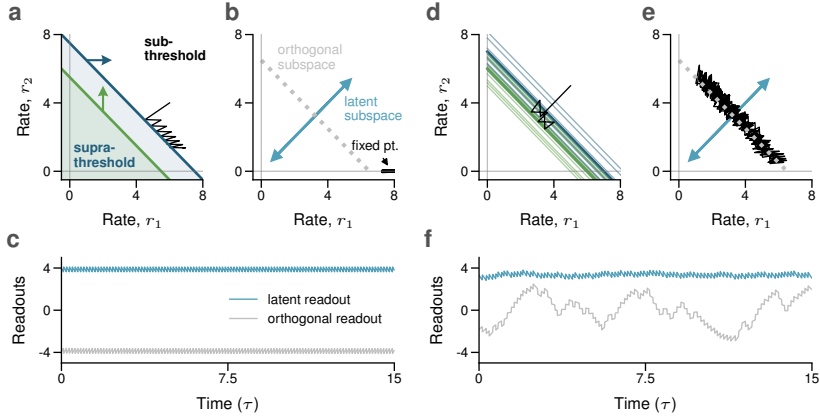 a
8
4
0
Rate, r2
sub-
threshold
supra-
threshold
0
4
8
Rate, r1
b
orthogonal
subspace
latent
subspace
fixed pt.
8
4
0
0
4
8
Rate, r1
d
8
4
0
Rate, r2
0
4
8
Rate, r1
e
8
4
0
0
4
8
Rate, r1
c
4
0
-4
Readouts
latent readout
orthogonal readout
0
7.5
15
Time (τ)
f
4
0
-4
Readouts
0
7.5
15
Time (τ)